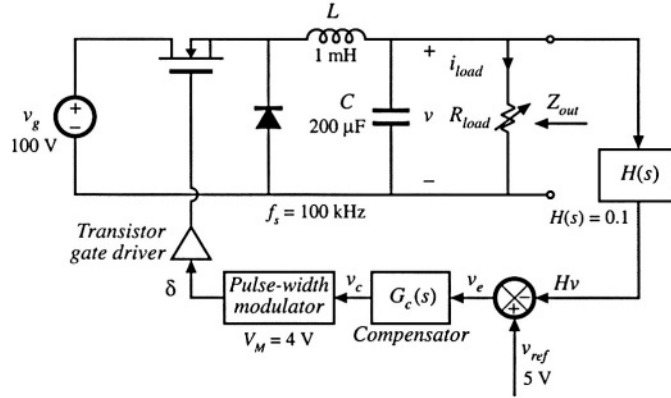 L
1 mH
+
i_load
v_g
100 V
+
−
C
200 μF
v
R_load
Z_out
H(s)
−
f_s = 100 kHz
H(s) = 0.1
Transistor
gate driver
δ
Pulse-width
modulator
v_c
G_c(s)
v_e
−
+
Hv
V_M = 4 V
Compensator
v_ref
5 V